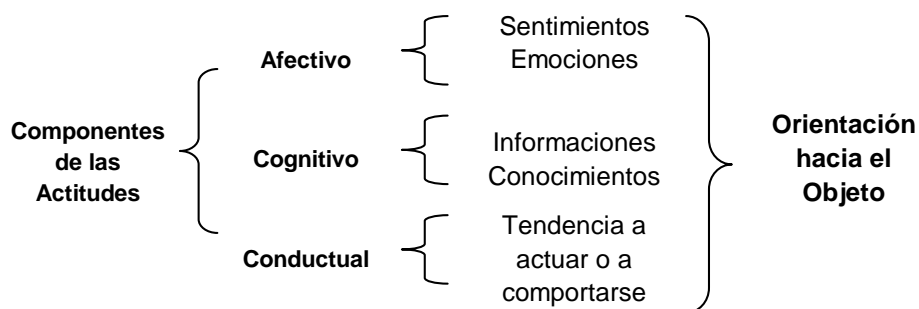 Componentes
de las
Actitudes
Afectivo
Sentimientos
Emociones
Cognitivo
Informaciones
Conocimientos
Conductual
Tendencia a
actuar o a
comportarse
Orientación
hacia el
Objeto